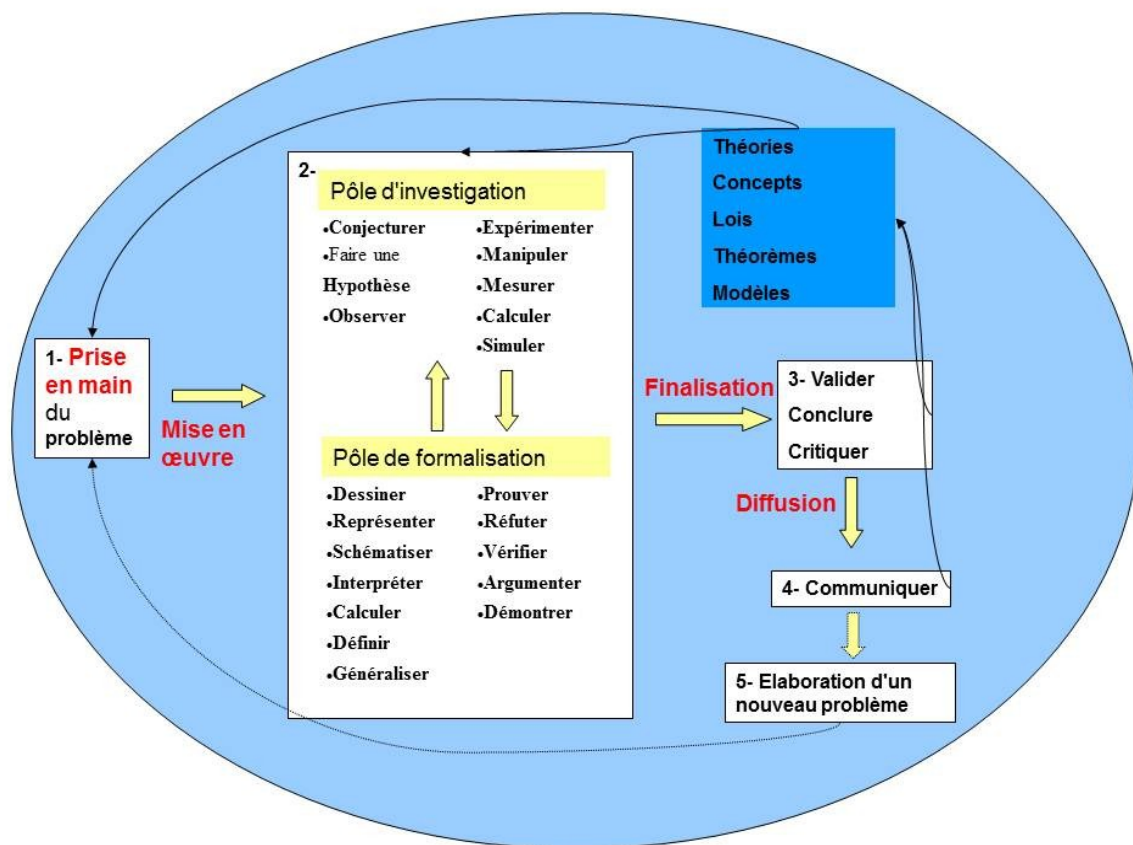 1- Prise
en main
du
problème
Mise en
œuvre
2-
Pôle d'investigation
•Conjecturer
•Faire une
Hypothèse
•Observer
•Expérimenter
•Manipuler
•Mesurer
•Calculer
•Simuler
Pôle de formalisation
•Dessiner
•Représenter
•Schématiser
•Interpréter
•Calculer
•Définir
•Généraliser
•Prouver
•Réfuter
•Vérifier
•Argumenter
•Démontrer
Théories
Concepts
Lois
Théorèmes
Modèles
Finalisation
3- Valider
Conclure
Critiquer
Diffusion
4- Communiquer
5- Elaboration d'un
nouveau problème